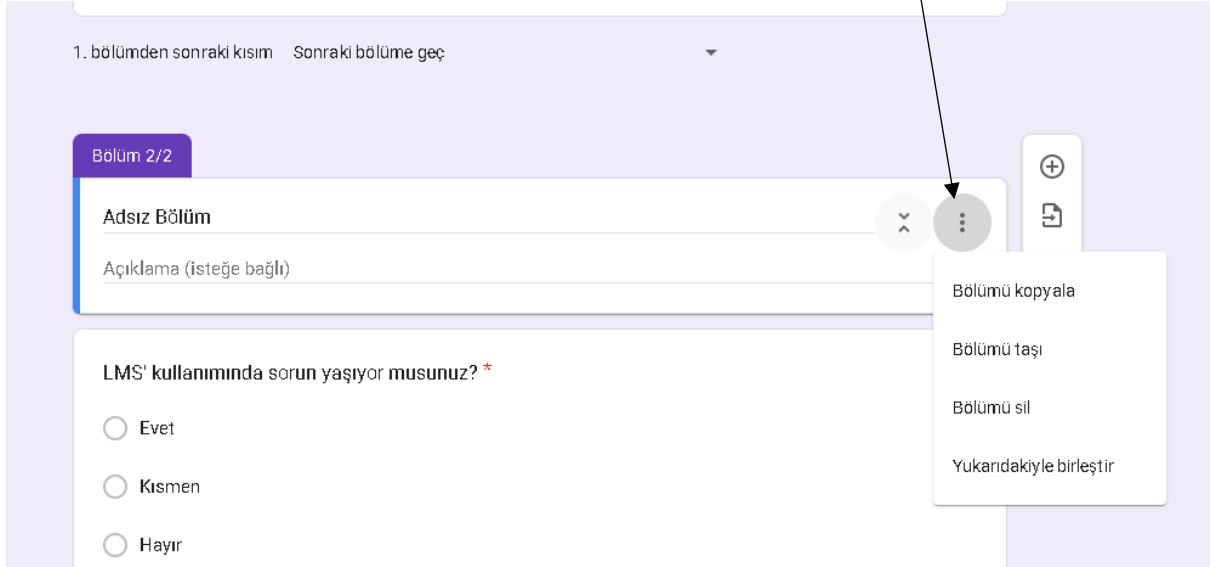 1. bölümden sonraki kısım Sonraki bölüme geç
Bölüm 2/2
Adsız Bölüm
Açıklama (isteğe bağlı)
Bölümü kopyala
Bölümü taşı
Bölümü sil
Yukarıdakiyle birleştir
LMS' kullanımında sorun yaşıyor musunuz? *
Evet
Kısmen
Hayır